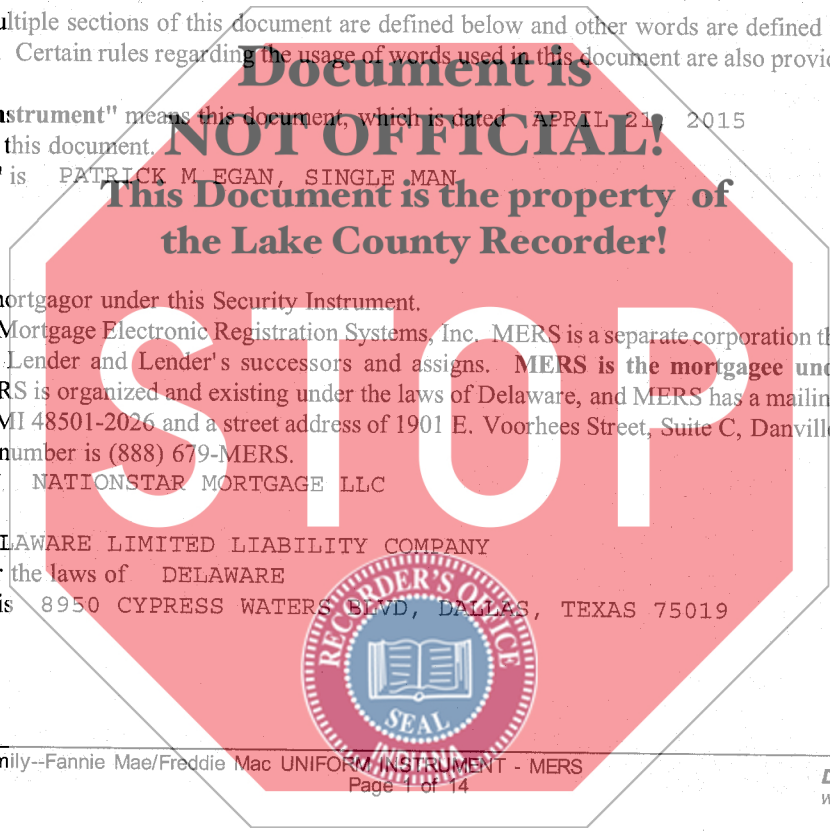 ultiple sections of this document are defined below and other words are defined
. Certain rules regarding the usage of words used in this document are also provid
Document is
nstrument" means this document, which is dated APRIL 21, 2015
NOT OFFICIAL!
this document.
" is PATRICK M EGAN, SINGLE MAN
This Document is the property of
the Lake County Recorder!
nortgagor under this Security Instrument.
Mortgage Electronic Registration Systems, Inc. MERS is a separate corporation th
Lender and Lender's successors and assigns. MERS is the mortgagee und
RS is organized and existing under the laws of Delaware, and MERS has a mailin
MI 48501-2026 and a street address of 1901 E. Voorhees Street, Suite C, Danville
number is (888) 679-MERS.
STOP
NATIONSTAR MORTGAGE LLC
LAWARE LIMITED LIABILITY COMPANY
r the laws of DELAWARE
is 8950 CYPRESS WATERS BLVD, DALLAS, TEXAS 75019
RECORDER'S OFFICE
SEAL
INDIANA
mily--Fannie Mae/Freddie Mac UNIFORM INSTRUMENT - MERS
Page 1 of 14